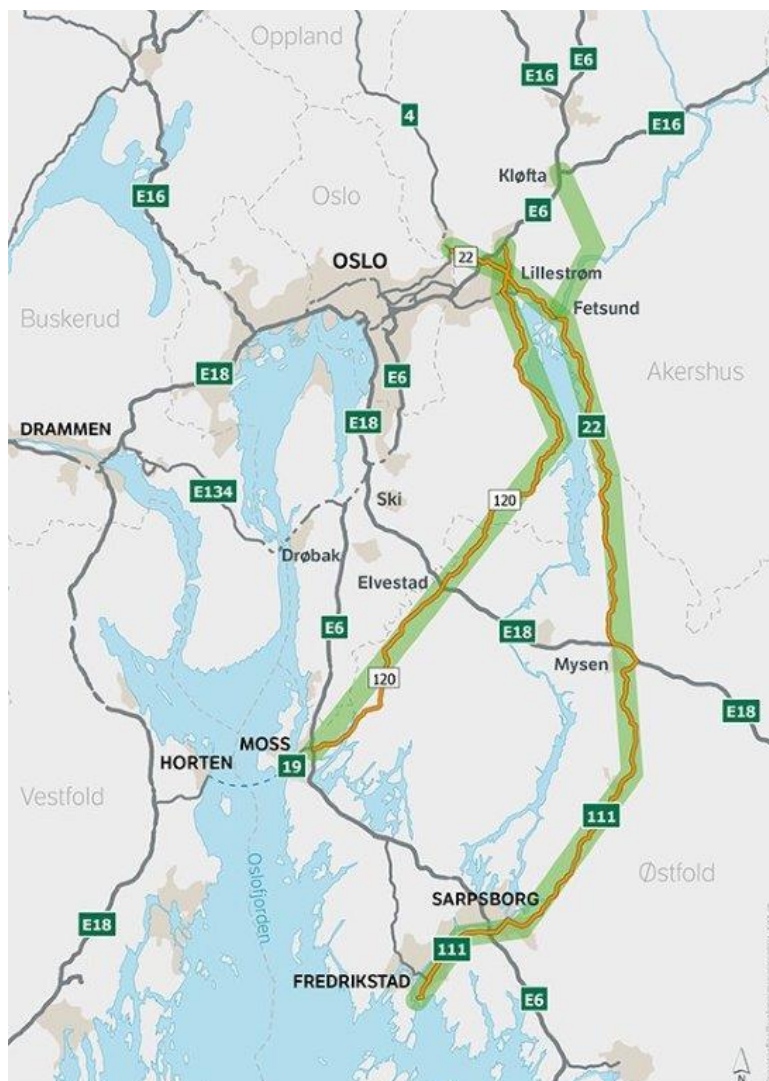 Oppland
E6
E16
4
E16
Kløfta
E16
Oslo
E6
OSLO
22
Lillestrøm
Fetsund
Buskerud
Akershus
E18
E6
E18
22
DRAMMEN
E134
Ski
120
Drøbak
Elvestad
E6
E18
Mysen
120
E18
MOSS
HORTEN
19
Vestfold
111
Østfold
Oslofjorden
SARPSBORG
E18
111
FREDRIKSTAD
E6
N